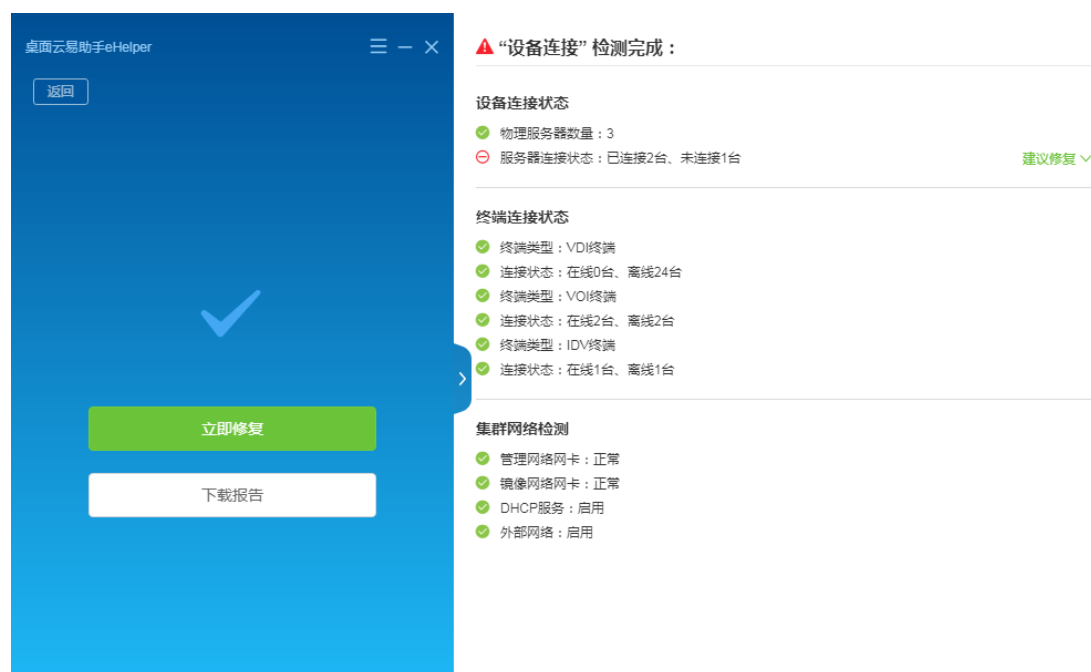 桌面云易助手eHelper
返回
立即修复
下载报告
“设备连接” 检测完成：
设备连接状态
物理服务器数量：3
服务器连接状态：已连接2台、未连接1台
建议修复
终端连接状态
终端类型：VDI终端
连接状态：在线0台、离线24台
终端类型：VOI终端
连接状态：在线2台、离线2台
终端类型：IDV终端
连接状态：在线1台、离线1台
集群网络检测
管理网络网卡：正常
镜像网络网卡：正常
DHCP服务：启用
外部网络：启用